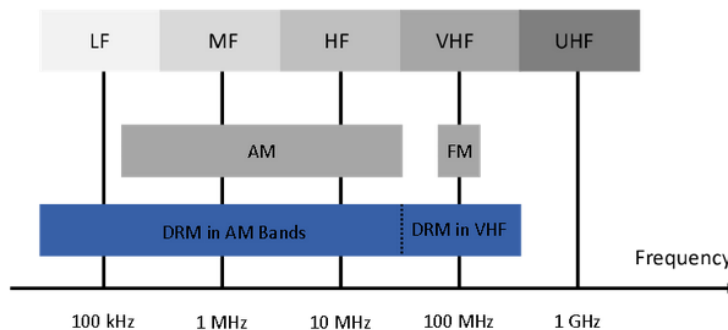 LF MF HF VHF UHF
AM FM
DRM in AM Bands DRM in VHF
Frequency
100 kHz 1 MHz 10 MHz 100 MHz 1 GHz